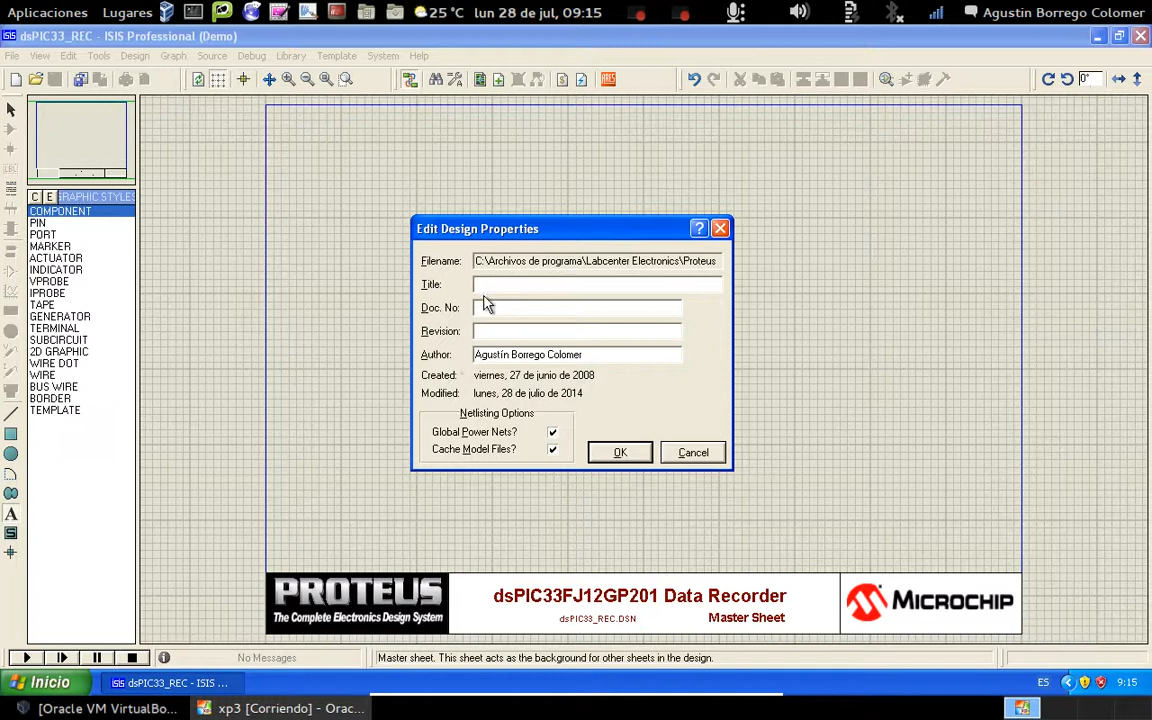 Aplicaciones Lugares 25 °C lun 28 de jul, 09:15 Agustin Borrego Colomer
ISIS dsPIC33_REC - ISIS Professional (Demo)
File View Edit Tools Design Graph Source Debug Library Template System Help
ARES 0°
C E GRAPHIC STYLES
COMPONENT
PIN
PORT
MARKER
ACTUATOR
INDICATOR
VPROBE
IPROBE
TAPE
GENERATOR
TERMINAL
SUBCIRCUIT
2D GRAPHIC
WIRE DOT
WIRE
BUS WIRE
BORDER
TEMPLATE
LBL
A
S
Edit Design Properties
Filename: C:\Archivos de programa\Labcenter Electronics\Proteus
Title:
Doc. No:
Revision:
Author: Agustín Borrego Colomer
Created: viernes, 27 de junio de 2008
Modified: lunes, 28 de julio de 2014
Netlisting Options
Global Power Nets?
Cache Model Files?
OK Cancel
PROTEUS
The Complete Electronics Design System
dsPIC33FJ12GP201 Data Recorder
dsPIC33_REC.DSN Master Sheet
MICROCHIP
No Messages Master sheet. This sheet acts as the background for other sheets in the design.
Inicio ISIS dsPIC33_REC - ISIS ... ES 9:15
[Oracle VM VirtualBo... xp3 [Corriendo] - Orac...